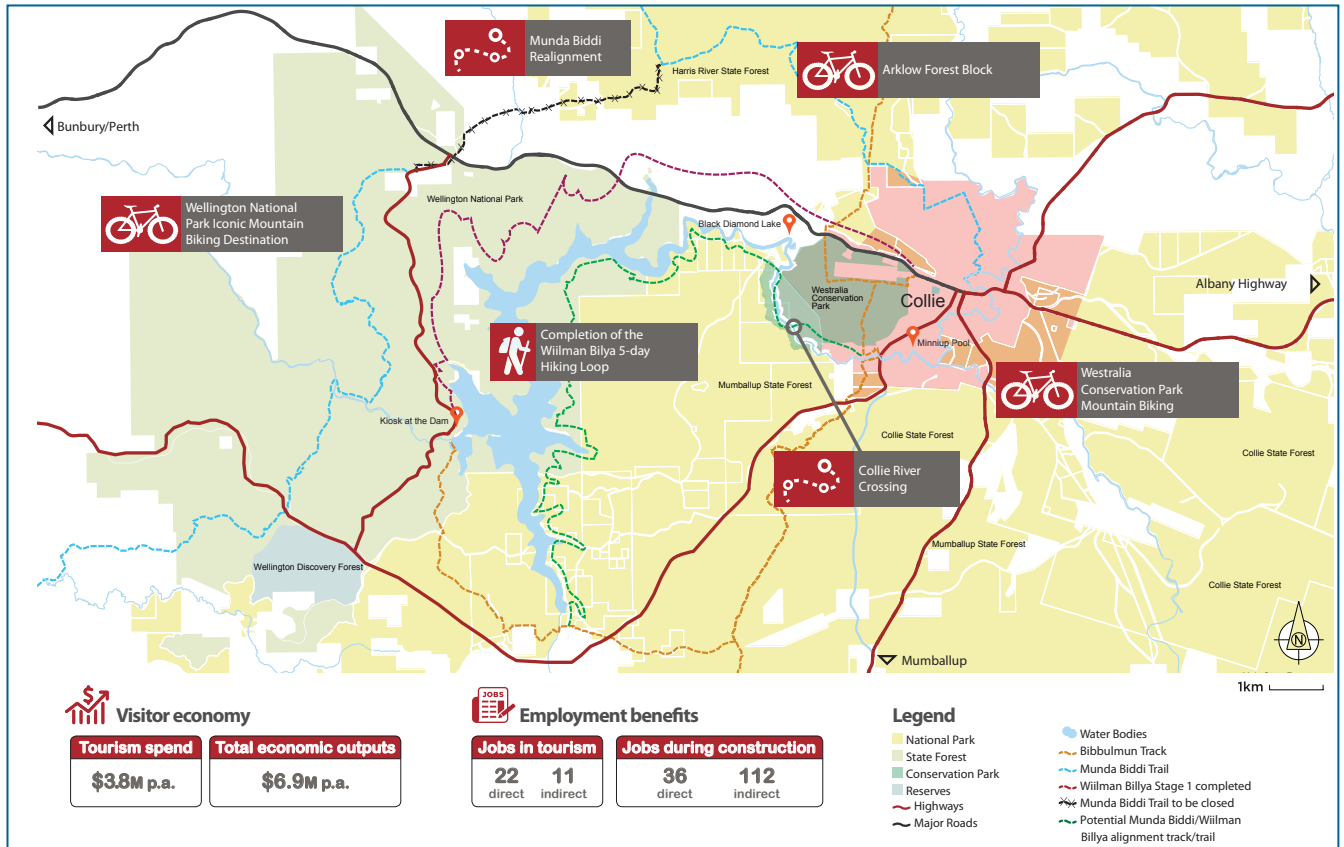 Munda Biddi
Realignment
Harris River State Forest
Arklow Forest Block
Bunbury/Perth
Wellington National
Park Iconic Mountain
Biking Destination
Wellington National Park
Black Diamond Lake
Westralia
Conservation
Park
Collie
Albany Highway
Completion of the
Wiilman Bilya 5-day
Hiking Loop
Minniup Pool
Mumballup State Forest
Westralia
Conservation Park
Mountain Biking
Kiosk at the Dam
Collie State Forest
Collie State Forest
Collie River
Crossing
Mumballup State Forest
Wellington Discovery Forest
Collie State Forest
N
Mumballup
1km
Visitor economy
Tourism spend
$3.8M p.a.
Total economic outputs
$6.9M p.a.
JOBS
Employment benefits
Jobs in tourism
22 11
direct indirect
Jobs during construction
36 112
direct indirect
Legend
National Park
State Forest
Conservation Park
Reserves
Highways
Major Roads
Water Bodies
Bibbulmun Track
Munda Biddi Trail
Wiilman Billya Stage 1 completed
Munda Biddi Trail to be closed
Potential Munda Biddi/Wiilman
Billya alignment track/trail